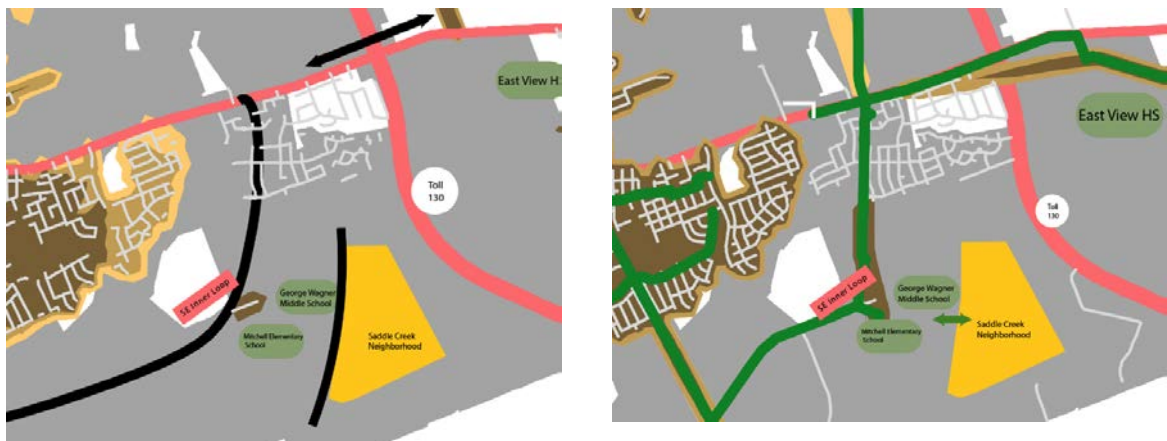 East View H
Toll
130
SE Inner Loop
George Wagner
Middle School
Mitchell Elementary
School
Saddle Creek
Neighborhood
East View HS
Toll
130
SE Inner Loop
George Wagner
Middle School
Mitchell Elementary
School
Saddle Creek
Neighborhood